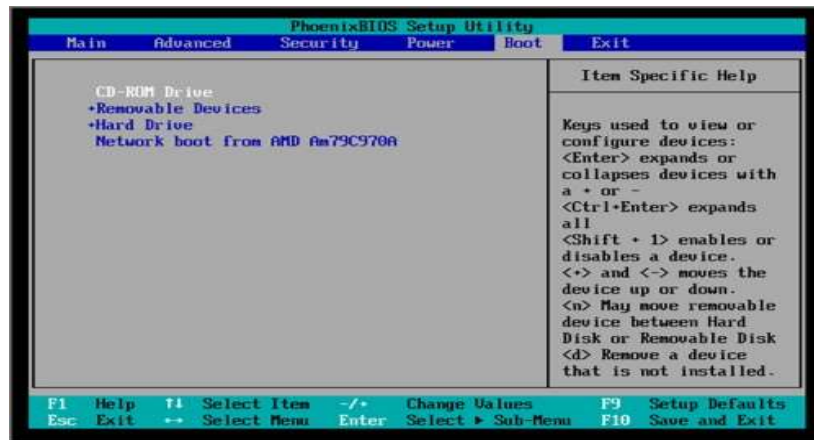 PhoenixBIOS Setup Utility
Main Advanced Security Power Boot Exit
CD-ROM Drive
+Removable Devices
+Hard Drive
Network boot from AMD Am79C970A
Item Specific Help
Keys used to view or
configure devices:
<Enter> expands or
collapses devices with
a + or -
<Ctrl+Enter> expands
all
<Shift + 1> enables or
disables a device.
<+> and <-> moves the
device up or down.
<n> May move removable
device between Hard
Disk or Removable Disk
<d> Remove a device
that is not installed.
F1 Help ↑↓ Select Item -/+ Change Values F9 Setup Defaults
Esc Exit ↔ Select Menu Enter Select ► Sub-Menu F10 Save and Exit